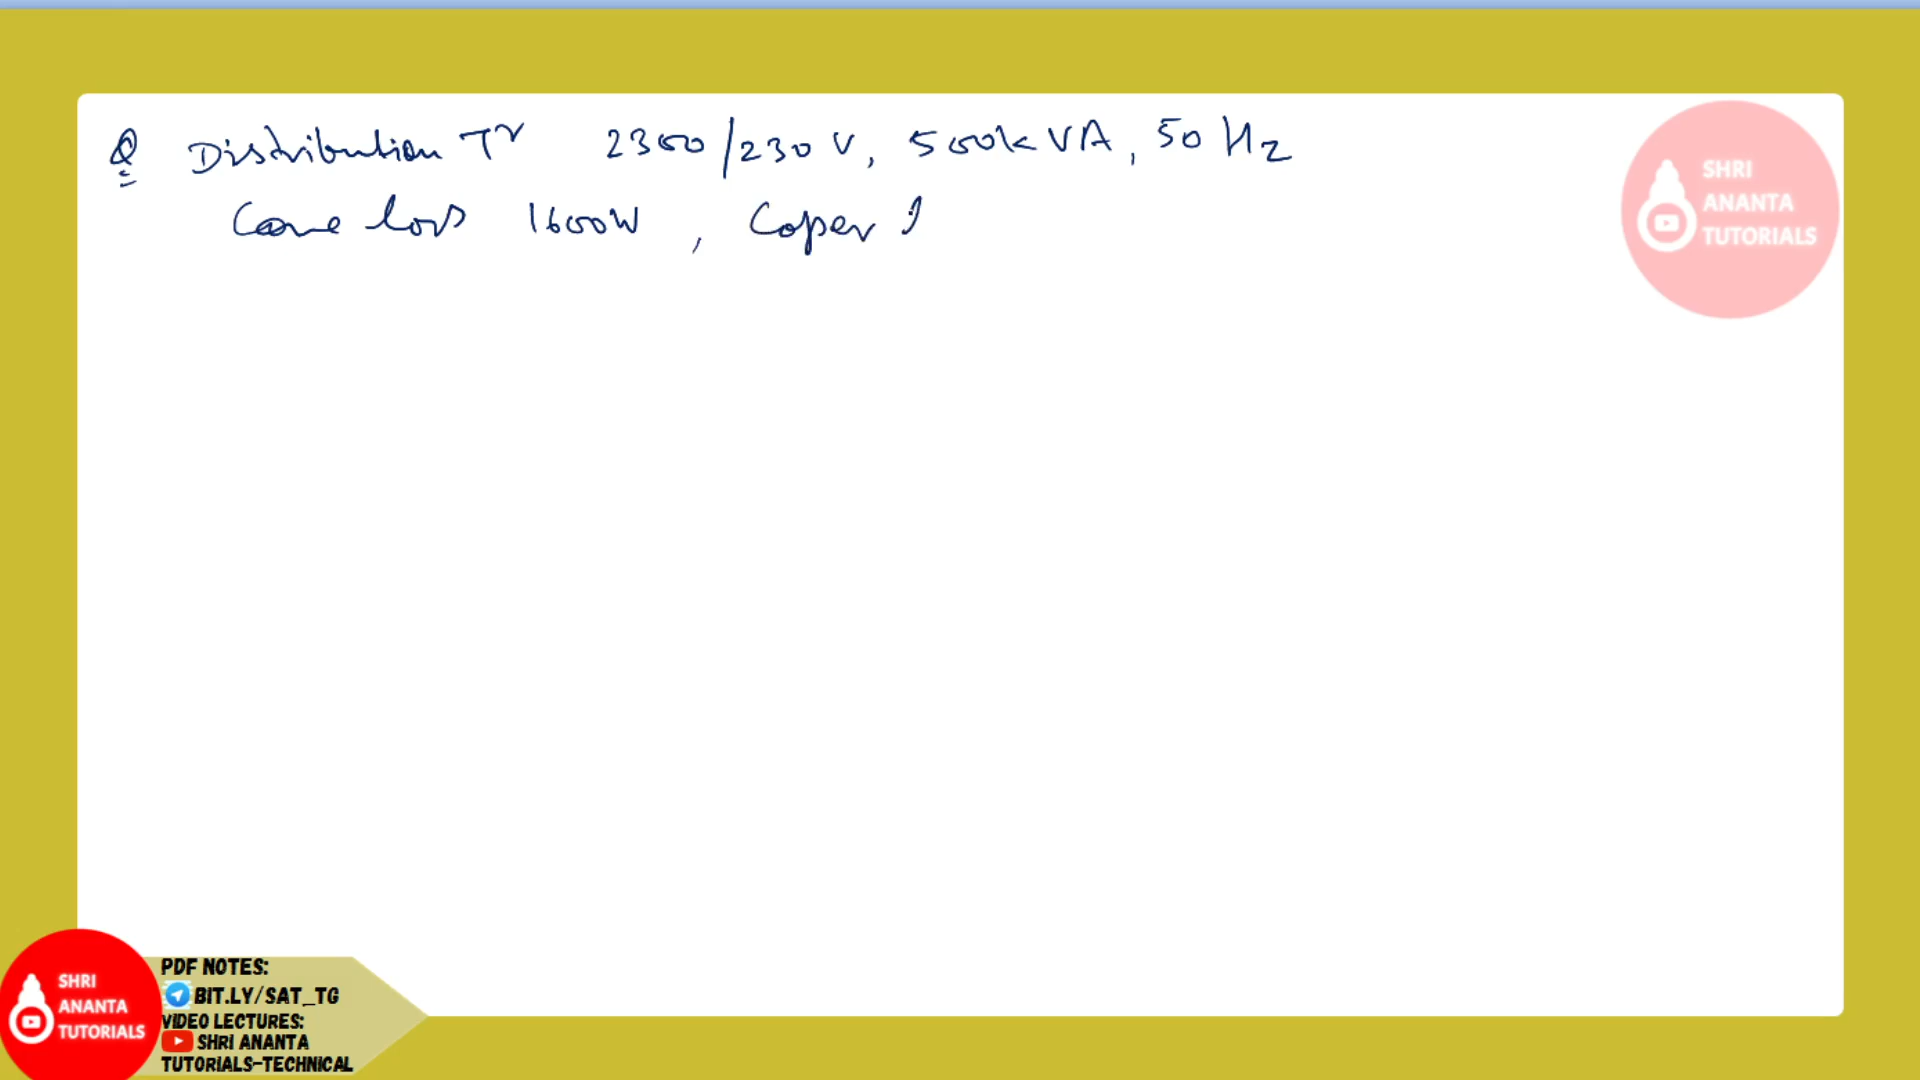 Q Distribution Tr 2300/230 V, 500kVA, 50 Hz
Core loss 1600W, Coper
SHRI
ANANTA
TUTORIALS
SHRI
ANANTA
TUTORIALS
PDF NOTES:
BIT.LY/SAT_TG
VIDEO LECTURES:
SHRI ANANTA
TUTORIALS-TECHNICAL